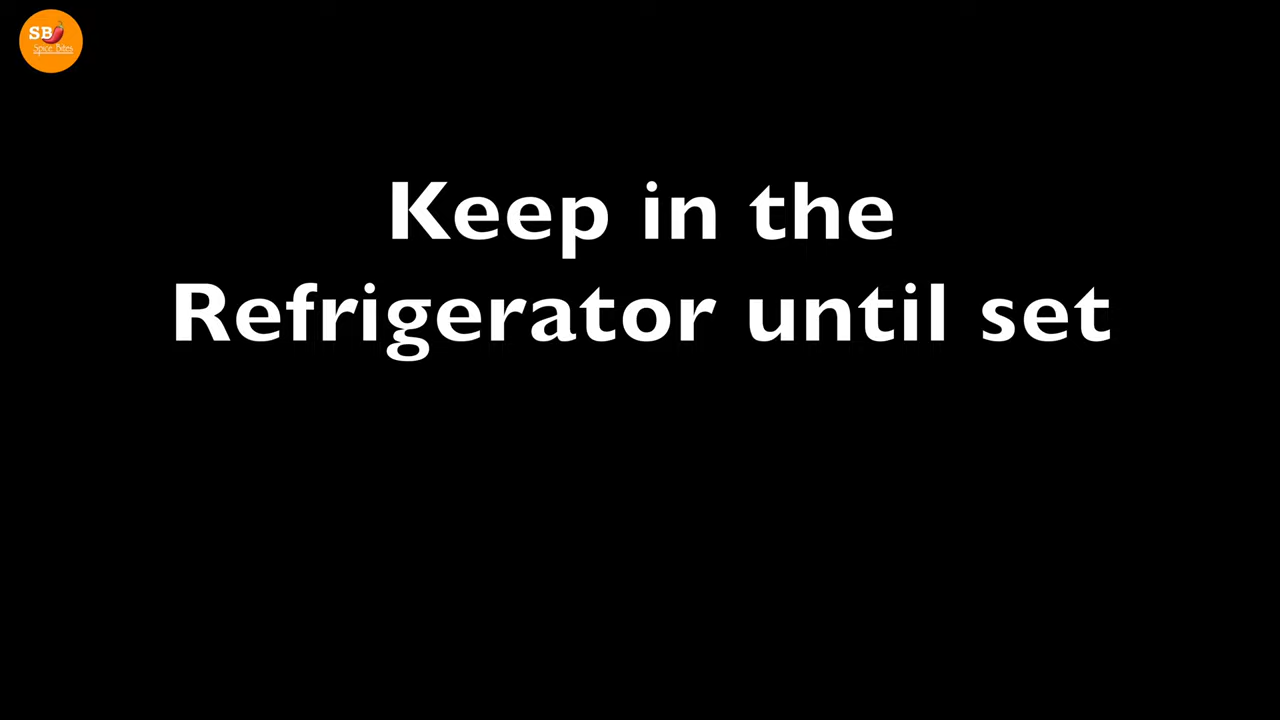 SB
Spice Bites
Keep in the
Refrigerator until set